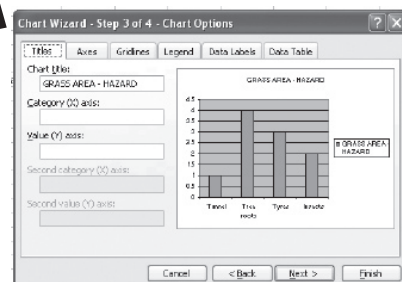 Chart Wizard - Step 3 of 4 - Chart Options
Titles Axes Gridlines Legend Data Labels Data Table
Chart title:
GRASS AREA - HAZARD
Category (X) axis:
Value (Y) axis:
Second category (X) axis:
Second value (Y) axis:
GRASS AREA - HAZARD
4.5
4
3.5
3
2.5
2
1.5
1
0.5
0
Tunnel Tree roots Tyres Insects
GRASS AREA -
HAZARD
Cancel < Back Next > Finish